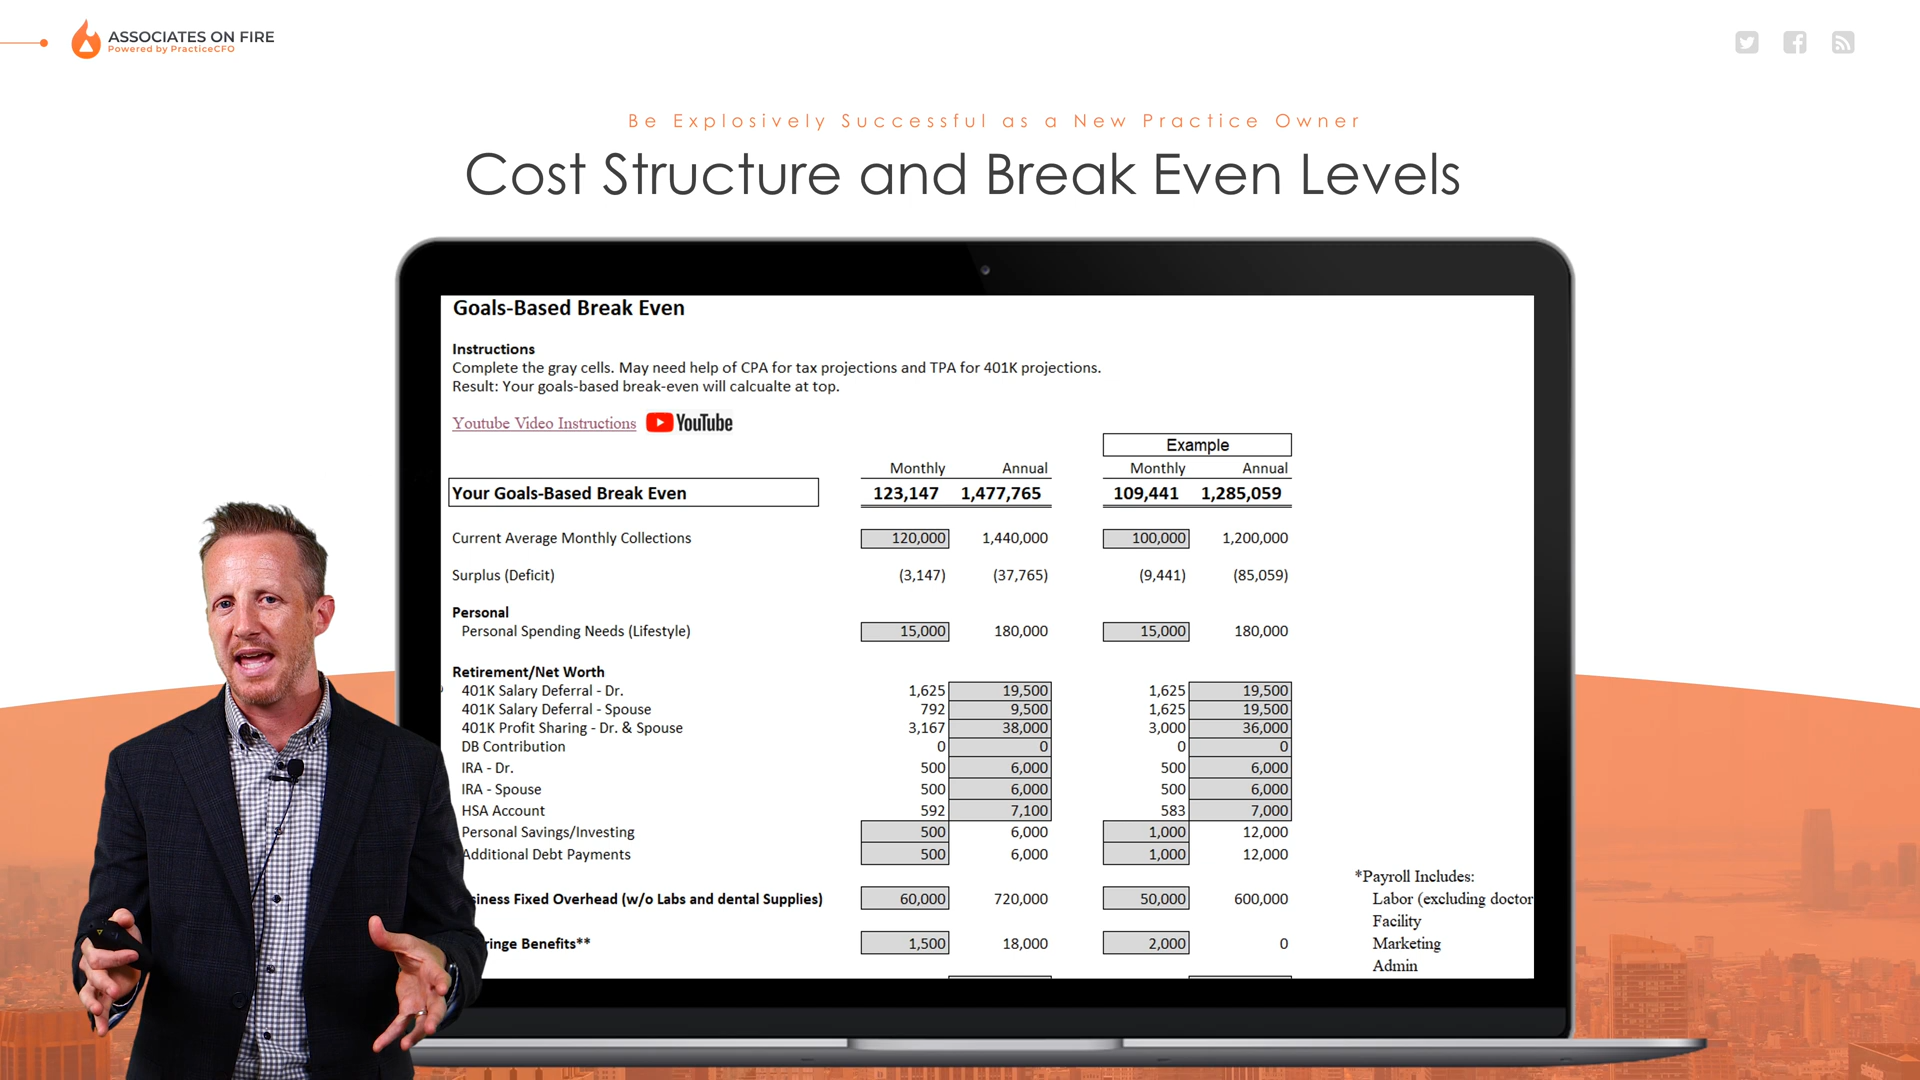 ASSOCIATES ON FIRE
Powered by PracticeCFO
Be Explosively Successful as a New Practice Owner
Cost Structure and Break Even Levels
Goals-Based Break Even
Instructions
Complete the gray cells. May need help of CPA for tax projections and TPA for 401K projections.
Result: Your goals-based break-even will calcualte at top.
Youtube Video Instructions YouTube
Example
Monthly Annual Monthly Annual
Your Goals-Based Break Even 123,147 1,477,765 109,441 1,285,059
Current Average Monthly Collections 120,000 1,440,000 100,000 1,200,000
Surplus (Deficit) (3,147) (37,765) (9,441) (85,059)
Personal
Personal Spending Needs (Lifestyle) 15,000 180,000 15,000 180,000
Retirement/Net Worth
401K Salary Deferral - Dr. 1,625 19,500 1,625 19,500
401K Salary Deferral - Spouse 792 9,500 1,625 19,500
401K Profit Sharing - Dr. & Spouse 3,167 38,000 3,000 36,000
DB Contribution 0 0 0 0
IRA - Dr. 500 6,000 500 6,000
IRA - Spouse 500 6,000 500 6,000
HSA Account 592 7,100 583 7,000
Personal Savings/Investing 500 6,000 1,000 12,000
Additional Debt Payments 500 6,000 1,000 12,000
*Payroll Includes:
siness Fixed Overhead (w/o Labs and dental Supplies) 60,000 720,000 50,000 600,000 Labor (excluding doctor
Facility
ringe Benefits** 1,500 18,000 2,000 0 Marketing
Admin